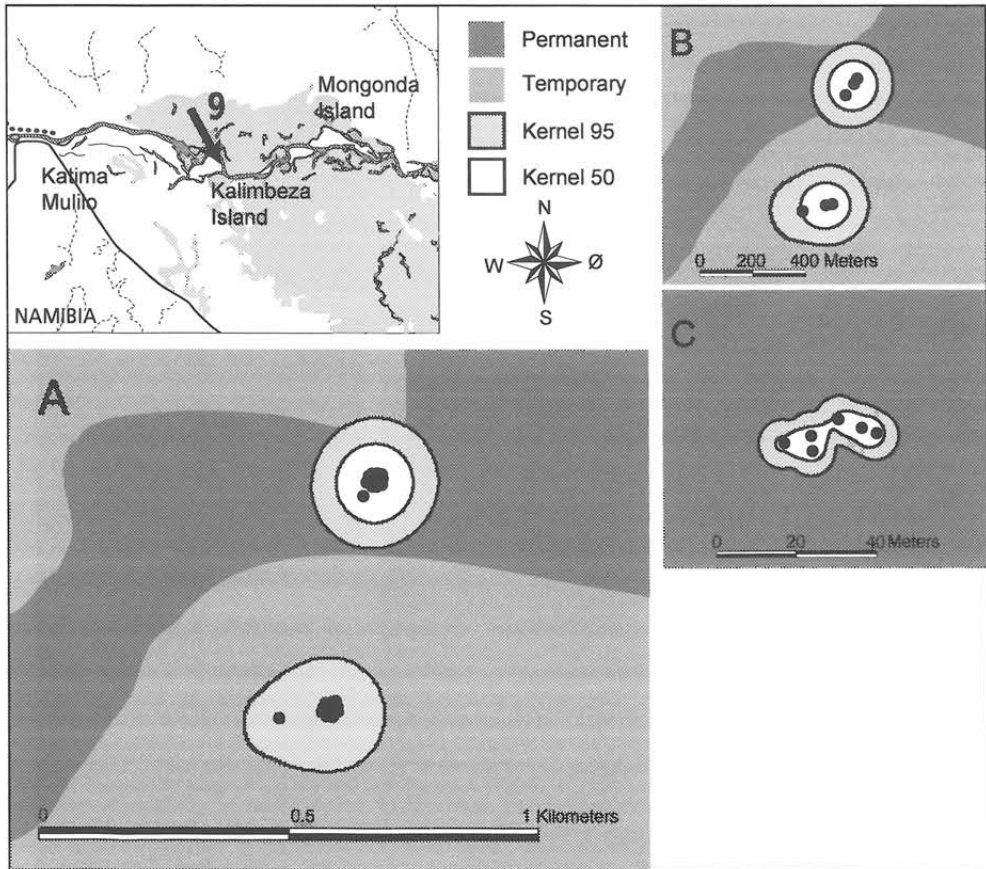 9
Mongonda
Island
Katima
Mulilo
Kalimbeza
Island
NAMIBIA
Permanent
Temporary
Kernel 95
Kernel 50
N
W
Ø
S
B
0 200 400 Meters
C
0 20 40 Meters
A
0 0.5 1 Kilometers